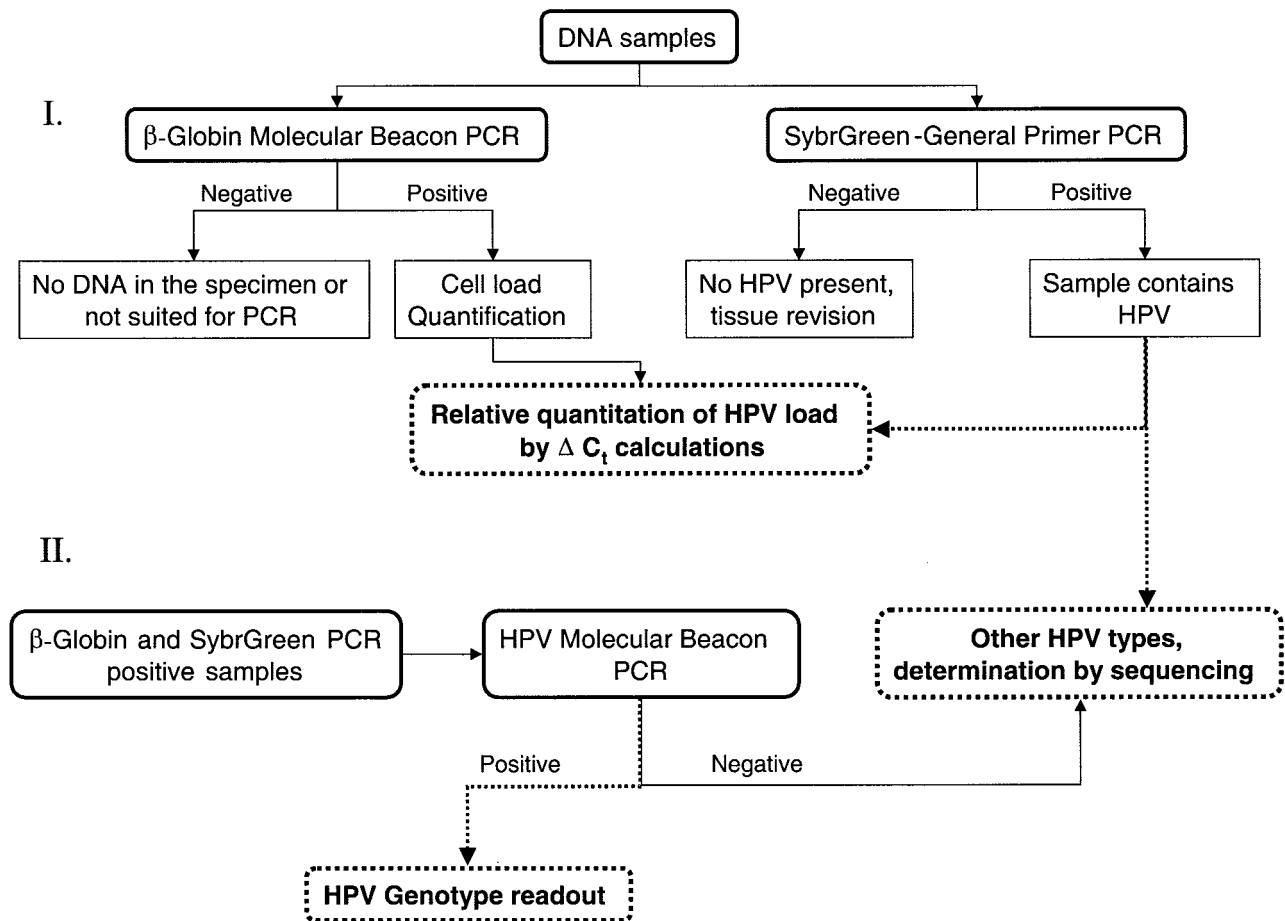 DNA samples
I.
β-Globin Molecular Beacon PCR
SybrGreen-General Primer PCR
Negative
Positive
Negative
Positive
No DNA in the specimen or
not suited for PCR
Cell load
Quantification
No HPV present,
tissue revision
Sample contains
HPV
Relative quantitation of HPV load
by Δ Ct calculations
II.
β-Globin and SybrGreen PCR
positive samples
HPV Molecular Beacon
PCR
Other HPV types,
determination by sequencing
Positive
Negative
HPV Genotype readout